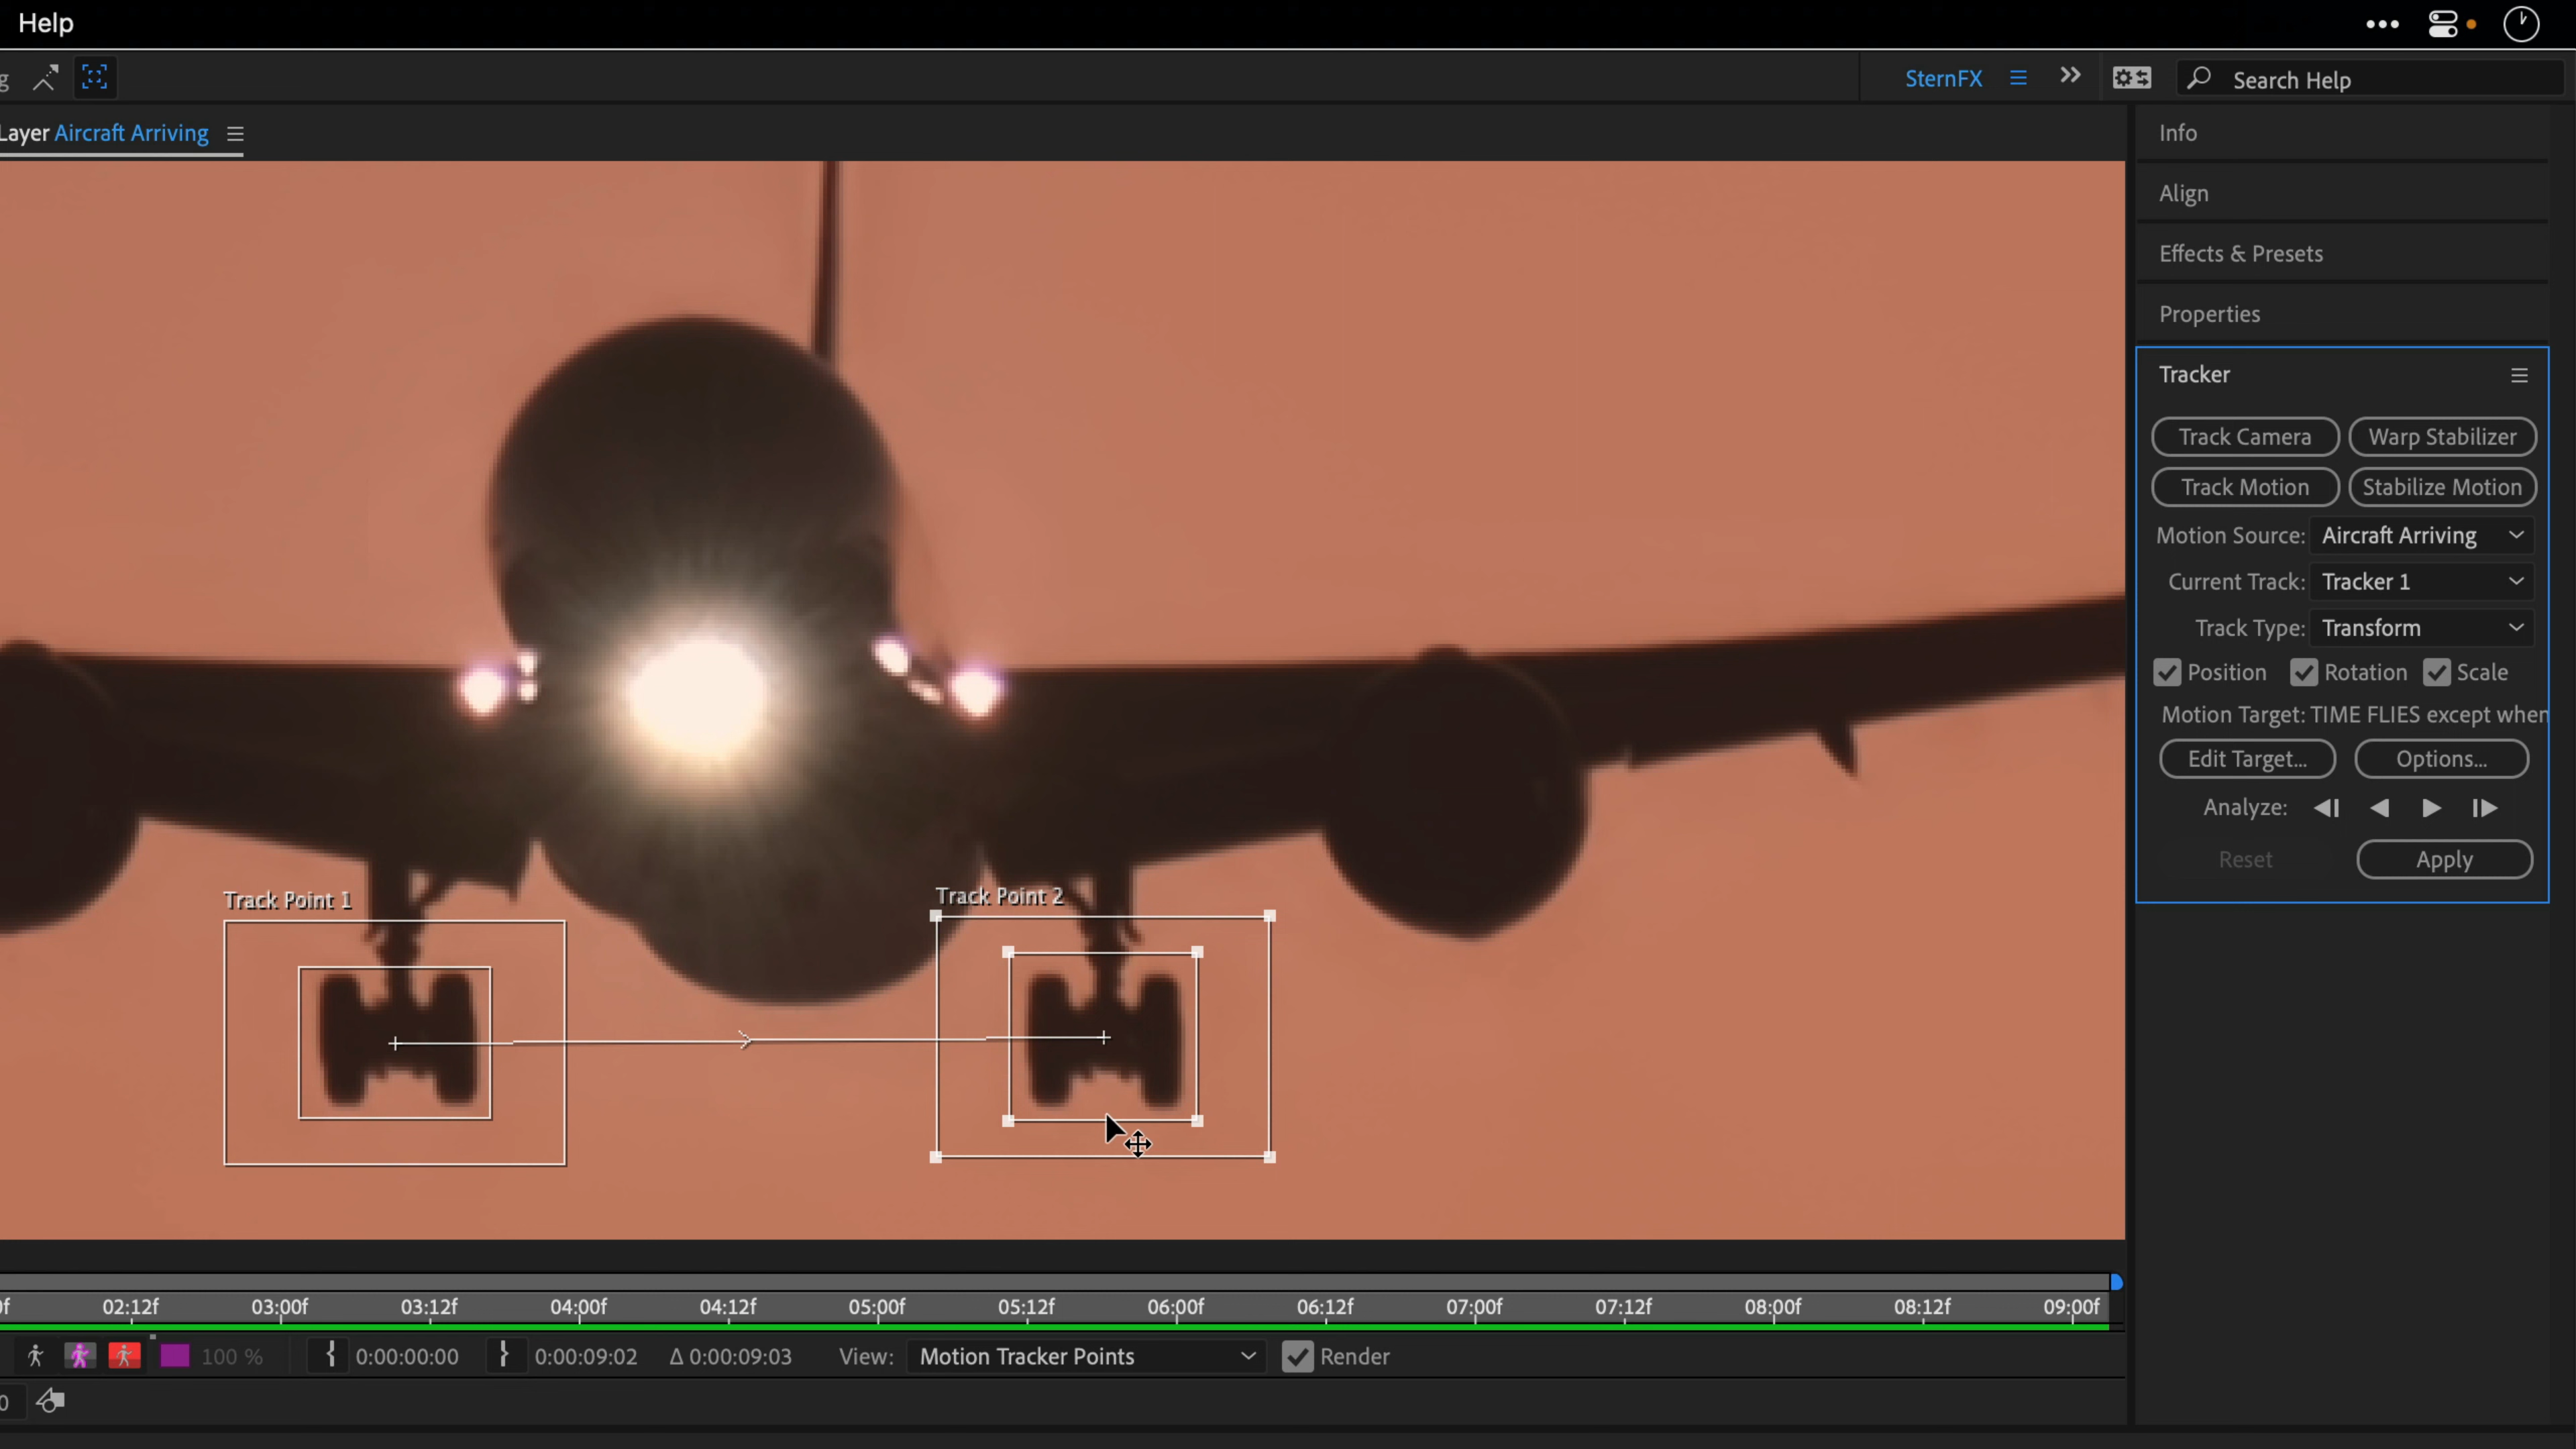 Help
SternFX
Search Help
Layer Aircraft Arriving
Info
Align
Effects & Presets
Properties
Tracker
Track Camera
Warp Stabilizer
Track Motion
Stabilize Motion
Motion Source: Aircraft Arriving
Current Track: Tracker 1
Track Type: Transform
Position Rotation Scale
Motion Target: TIME FLIES except when
Edit Target... Options...
Analyze:
Reset Apply
Track Point 1
Track Point 2
02:12f 03:00f 03:12f 04:00f 04:12f 05:00f 05:12f 06:00f 06:12f 07:00f 07:12f 08:00f 08:12f 09:00f
100 % 0:00:00:00 0:00:09:02 Δ 0:00:09:03 View: Motion Tracker Points Render